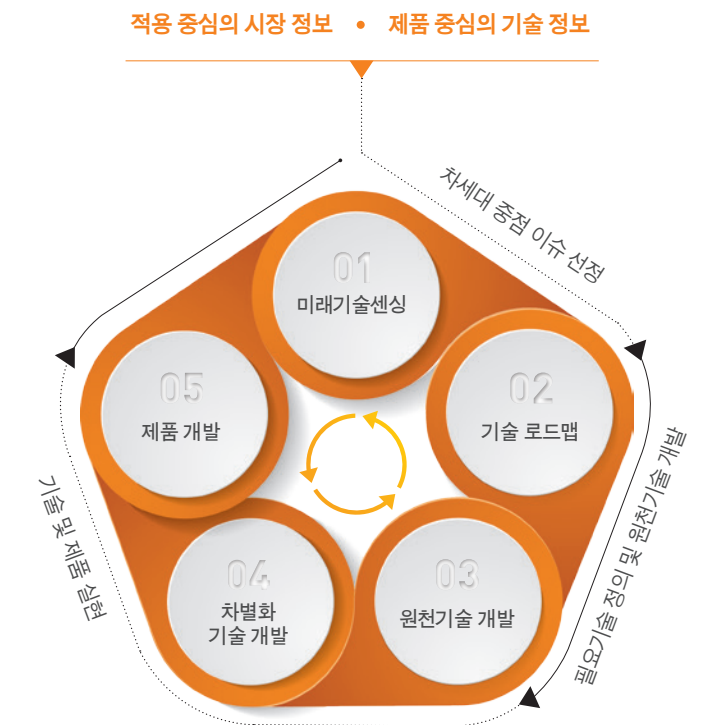 적용 중심의 시장 정보 • 제품 중심의 기술 정보
차세대 중점 이슈 선정
01
미래기술센싱
02
기술 로드맵
필요기술 정의 및 원천기술 개발
03
원천기술 개발
04
차별화
기술 개발
기술 및 제품 실현
05
제품 개발